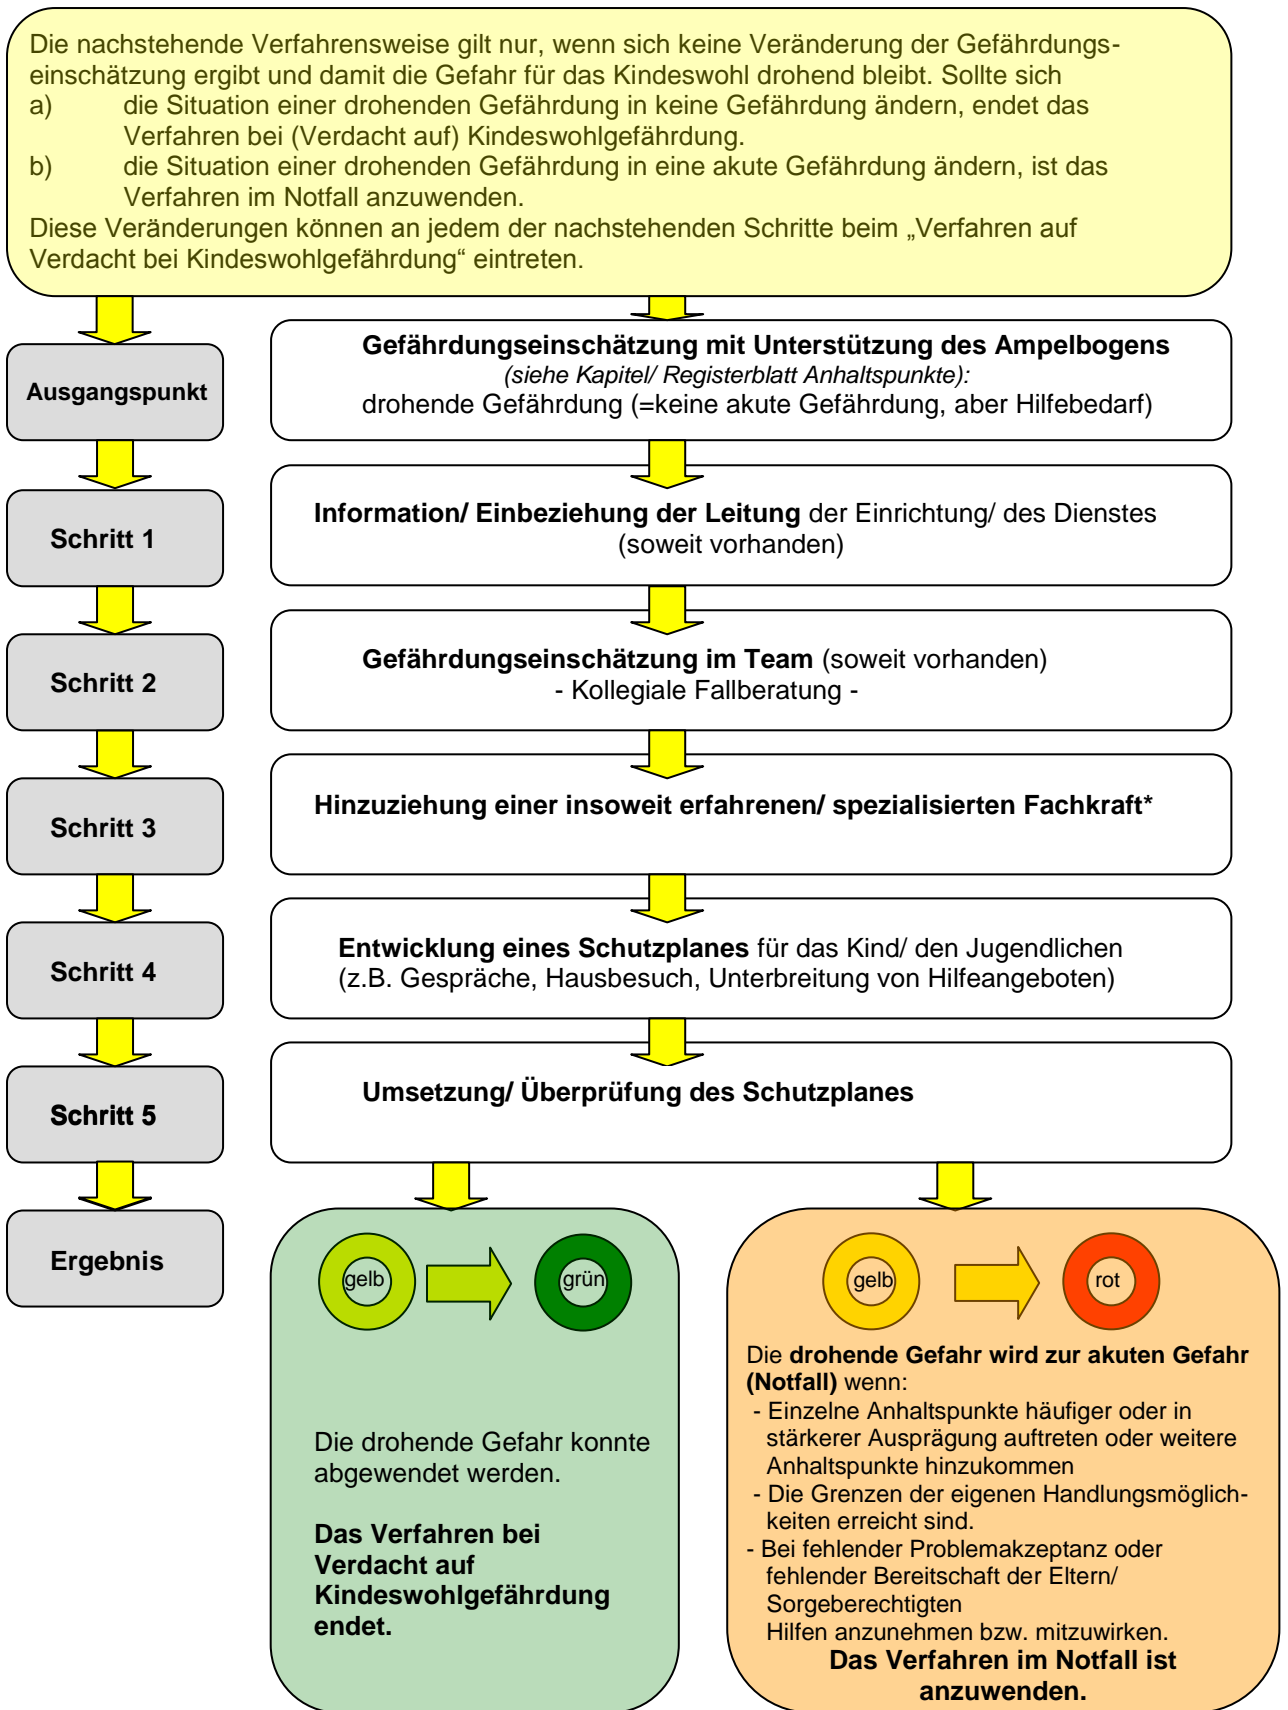 Die nachstehende Verfahrensweise gilt nur, wenn sich keine Veränderung der Gefährdungs-
einschätzung ergibt und damit die Gefahr für das Kindeswohl drohend bleibt. Sollte sich
a) die Situation einer drohenden Gefährdung in keine Gefährdung ändern, endet das
Verfahren bei (Verdacht auf) Kindeswohlgefährdung.
b) die Situation einer drohenden Gefährdung in eine akute Gefährdung ändern, ist das
Verfahren im Notfall anzuwenden.
Diese Veränderungen können an jedem der nachstehenden Schritte beim „Verfahren auf
Verdacht bei Kindeswohlgefährdung“ eintreten.
Ausgangspunkt
Gefährdungseinschätzung mit Unterstützung des Ampelbogens
(siehe Kapitel/ Registerblatt Anhaltspunkte):
drohende Gefährdung (=keine akute Gefährdung, aber Hilfebedarf)
Schritt 1
Information/ Einbeziehung der Leitung der Einrichtung/ des Dienstes
(soweit vorhanden)
Schritt 2
Gefährdungseinschätzung im Team (soweit vorhanden)
- Kollegiale Fallberatung -
Schritt 3
Hinzuziehung einer insoweit erfahrenen/ spezialisierten Fachkraft*
Schritt 4
Entwicklung eines Schutzplanes für das Kind/ den Jugendlichen
(z.B. Gespräche, Hausbesuch, Unterbreitung von Hilfeangeboten)
Schritt 5
Umsetzung/ Überprüfung des Schutzplanes
Ergebnis
gelb grün
Die drohende Gefahr konnte
abgewendet werden.
Das Verfahren bei
Verdacht auf
Kindeswohlgefährdung
endet.
gelb rot
Die drohende Gefahr wird zur akuten Gefahr
(Notfall) wenn:
- Einzelne Anhaltspunkte häufiger oder in
stärkerer Ausprägung auftreten oder weitere
Anhaltspunkte hinzukommen
- Die Grenzen der eigenen Handlungsmöglich-
keiten erreicht sind.
- Bei fehlender Problemakzeptanz oder
fehlender Bereitschaft der Eltern/
Sorgeberechtigten
Hilfen anzunehmen bzw. mitzuwirken.
Das Verfahren im Notfall ist
anzuwenden.